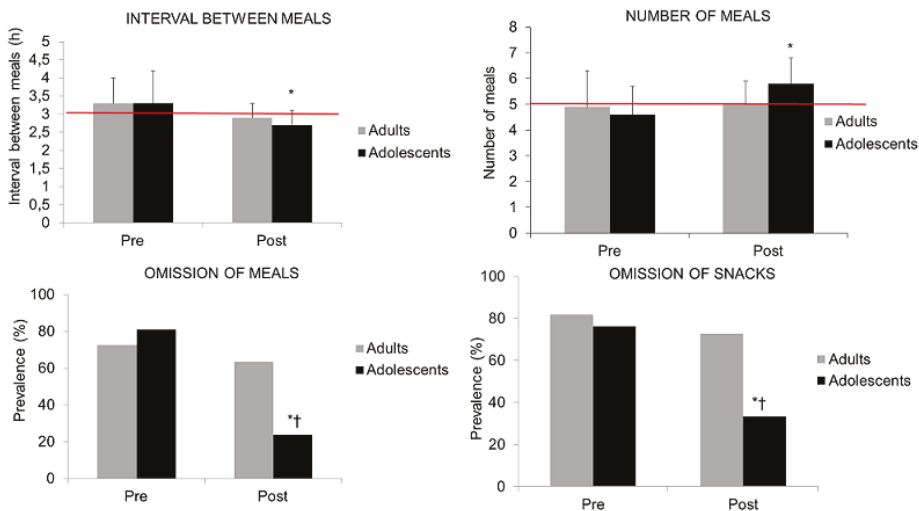 INTERVAL BETWEEN MEALS
Interval between meals (h)
5
4,5
4
3,5
3
2,5
2
1,5
1
0,5
0
*
Pre
Post
Adults
Adolescents
NUMBER OF MEALS
Number of meals
8
7
6
5
4
3
2
1
0
*
Pre
Post
Adults
Adolescents
OMISSION OF MEALS
Prevalence (%)
100
80
60
40
20
0
*†
Pre
Post
Adults
Adolescents
OMISSION OF SNACKS
Prevalence (%)
100
80
60
40
20
0
*†
Pre
Post
Adults
Adolescents